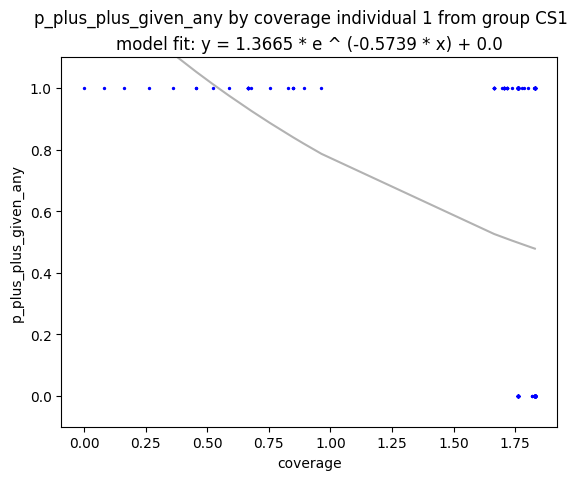 p_plus_plus_given_any by coverage individual 1 from group CS1
model fit: y = 1.3665 * e ^ (-0.5739 * x) + 0.0
p_plus_plus_given_any
1.0
0.8
0.6
0.4
0.2
0.0
0.00 0.25 0.50 0.75 1.00 1.25 1.50 1.75
coverage